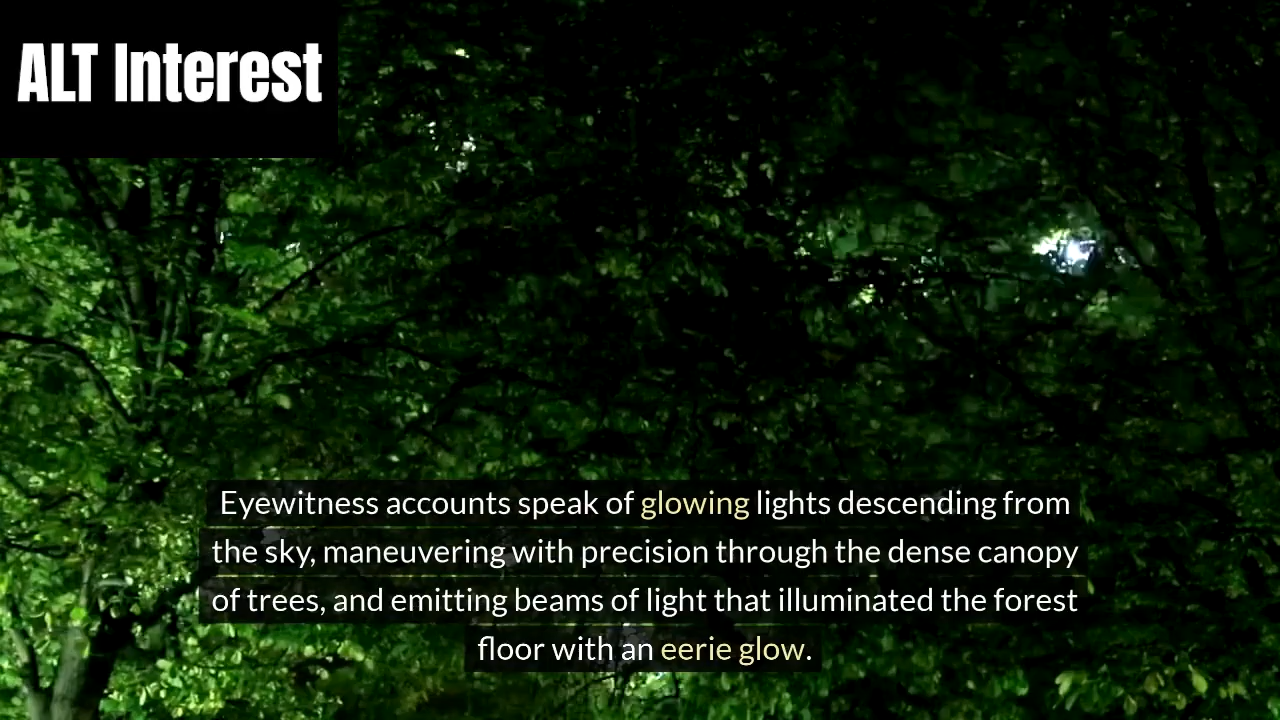 ALT Interest
Eyewitness accounts speak of glowing lights descending from
the sky, maneuvering with precision through the dense canopy
of trees, and emitting beams of light that illuminated the forest
floor with an eerie glow.